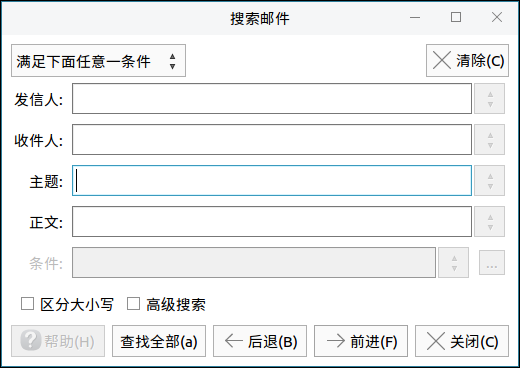 搜索邮件
满足下面任意一条件 清除(C)
发信人:
收件人:
主题:
正文:
条件: ...
区分大小写 高级搜索
帮助(H) 查找全部(a) 后退(B) 前进(F) 关闭(C)